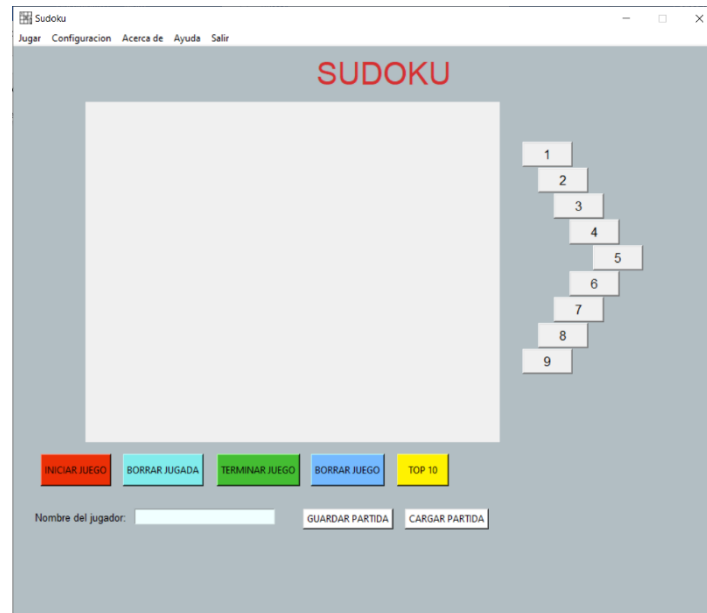 Sudoku
Jugar Configuracion Acerca de Ayuda Salir
SUDOKU
1
2
3
4
5
6
7
8
9
INICIAR JUEGO BORRAR JUGADA TERMINAR JUEGO BORRAR JUEGO TOP 10
Nombre del jugador: GUARDAR PARTIDA CARGAR PARTIDA